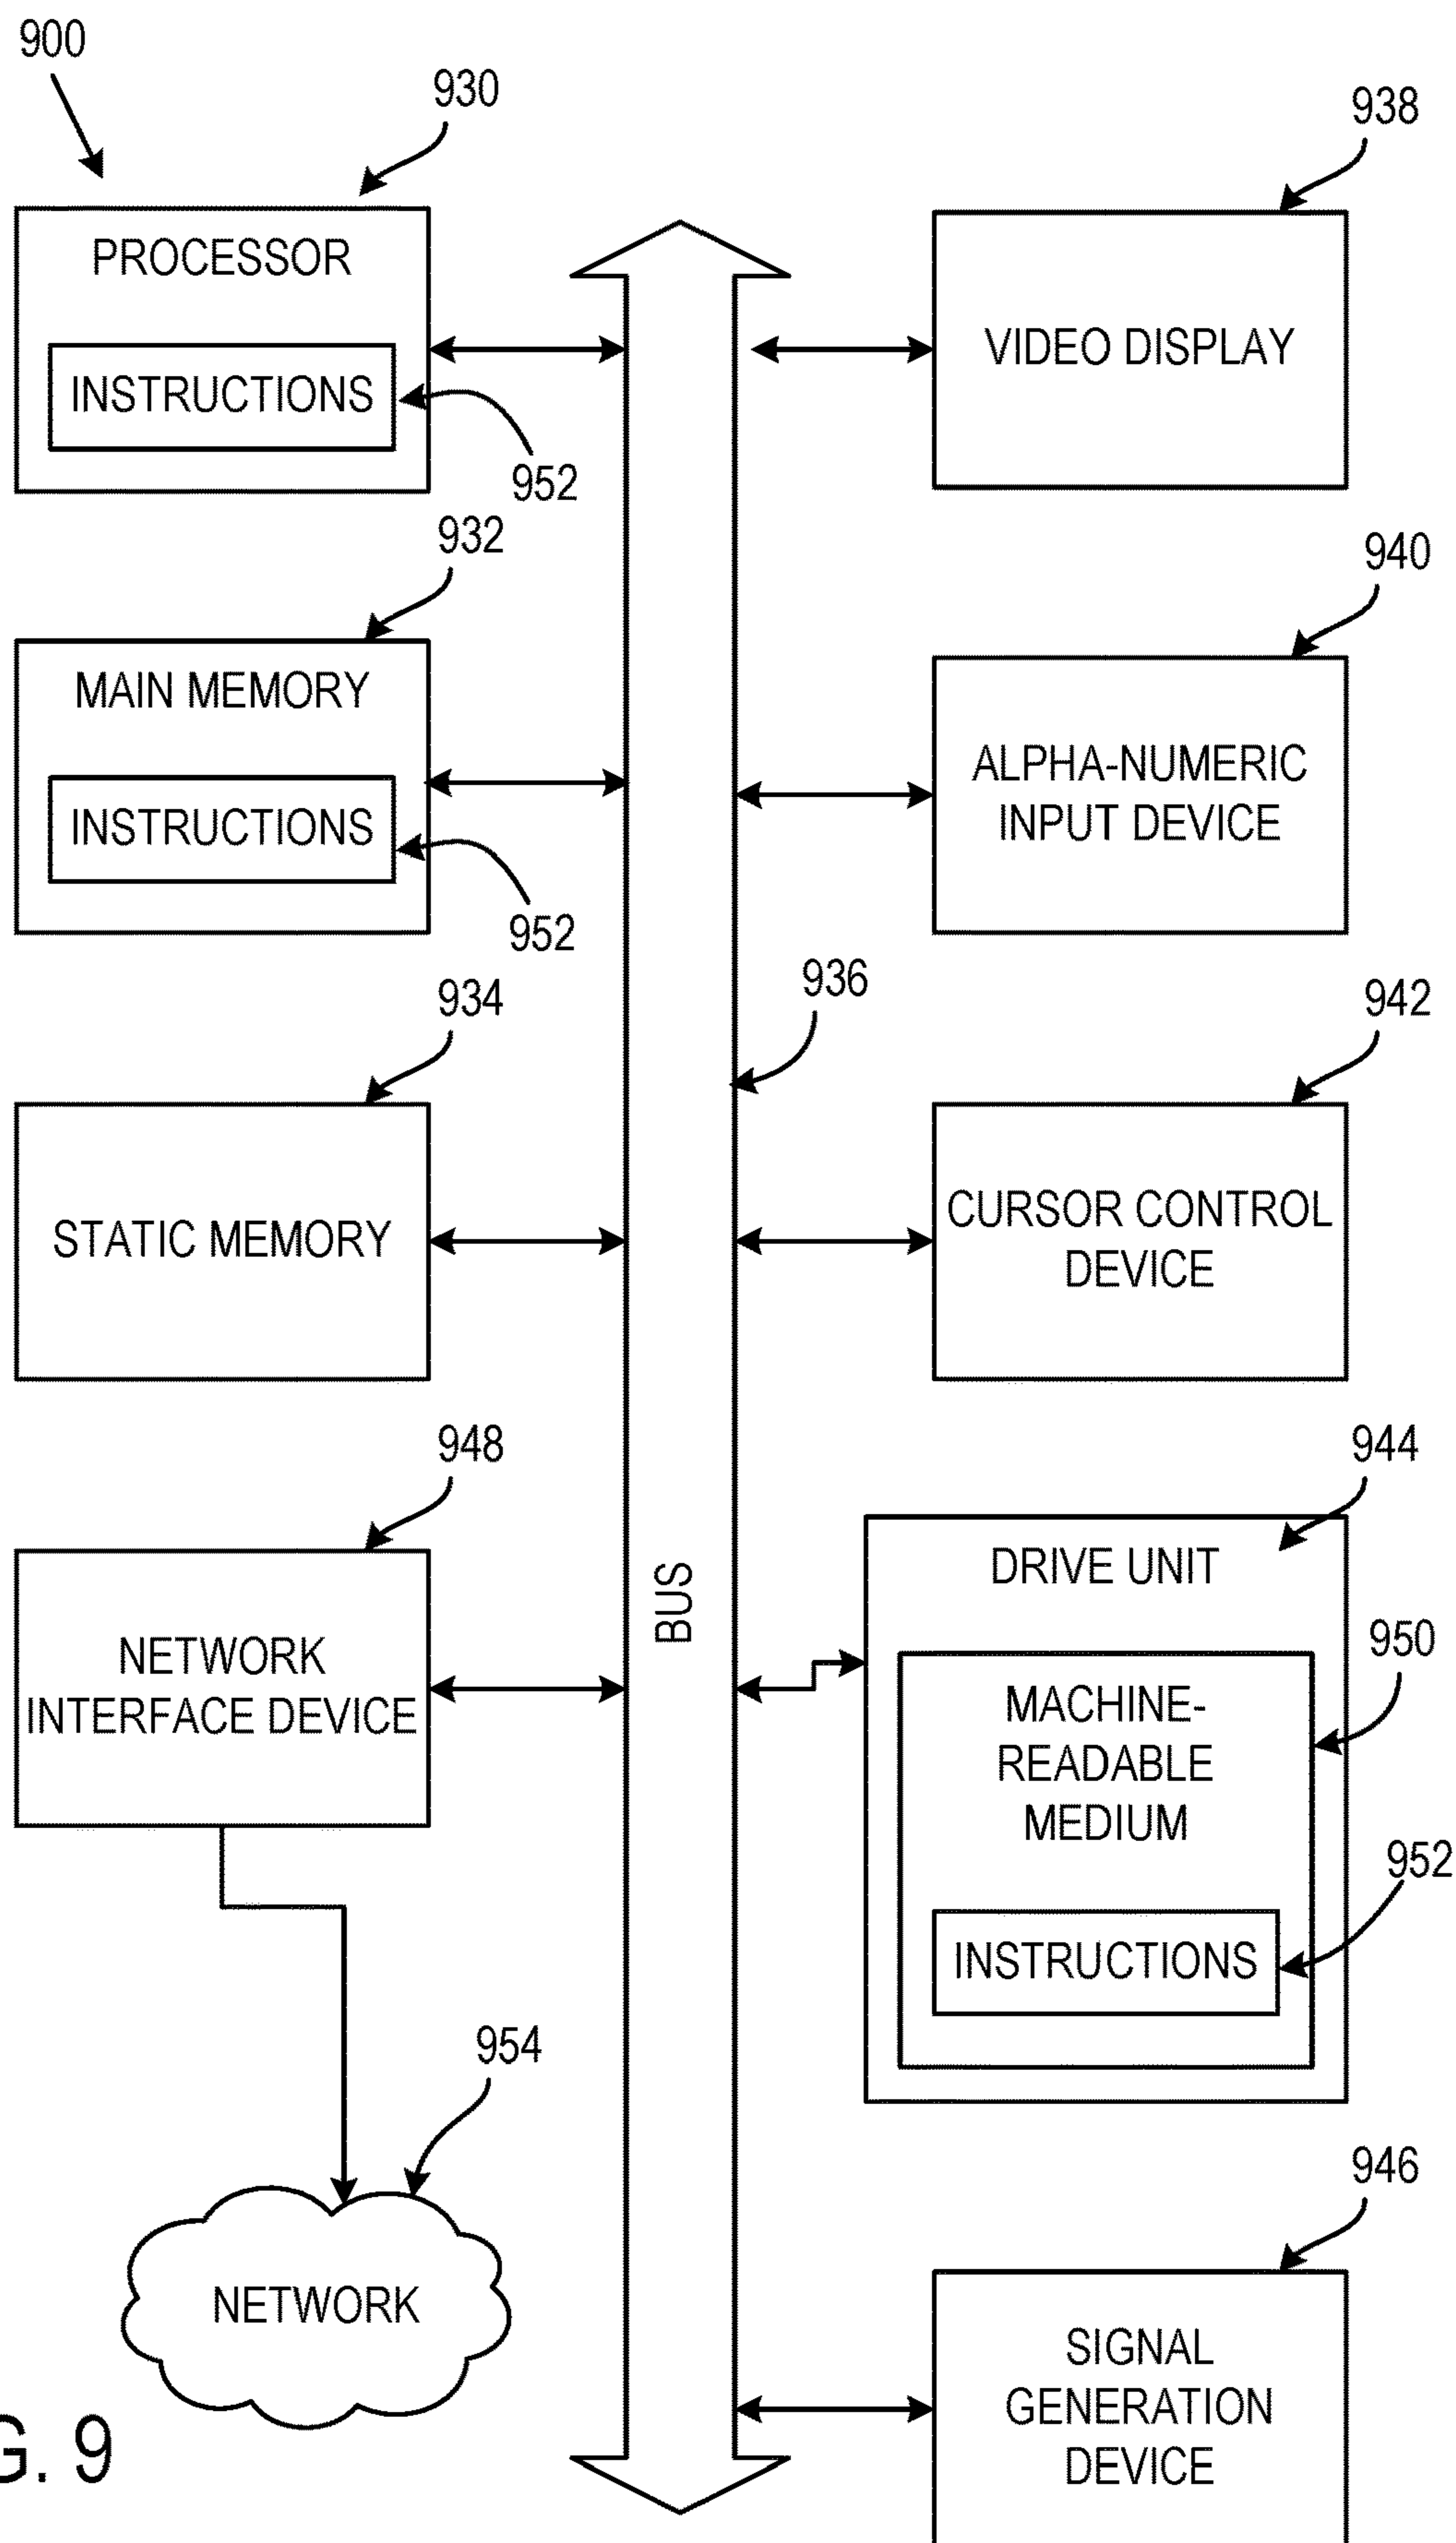 900
930
PROCESSOR
INSTRUCTIONS
952
932
MAIN MEMORY
INSTRUCTIONS
952
934
STATIC MEMORY
948
NETWORK
INTERFACE DEVICE
954
NETWORK
G. 9
BUS
936
938
VIDEO DISPLAY
940
ALPHA-NUMERIC
INPUT DEVICE
942
CURSOR CONTROL
DEVICE
944
DRIVE UNIT
950
MACHINE-
READABLE
MEDIUM
952
INSTRUCTIONS
946
SIGNAL
GENERATION
DEVICE